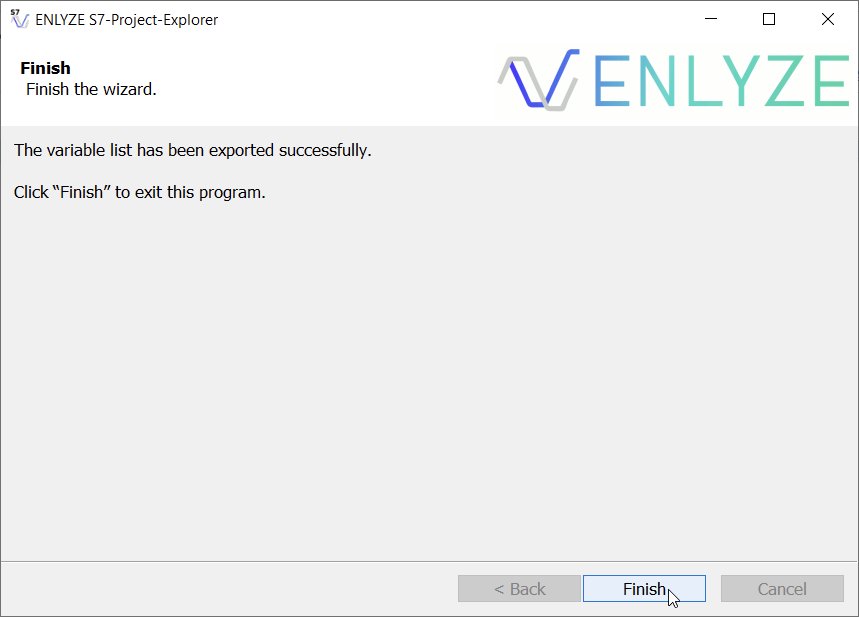 S7
ENLYZE S7-Project-Explorer
Finish
Finish the wizard.
ENLYZE
The variable list has been exported successfully.
Click “Finish” to exit this program.
< Back
Finish
Cancel